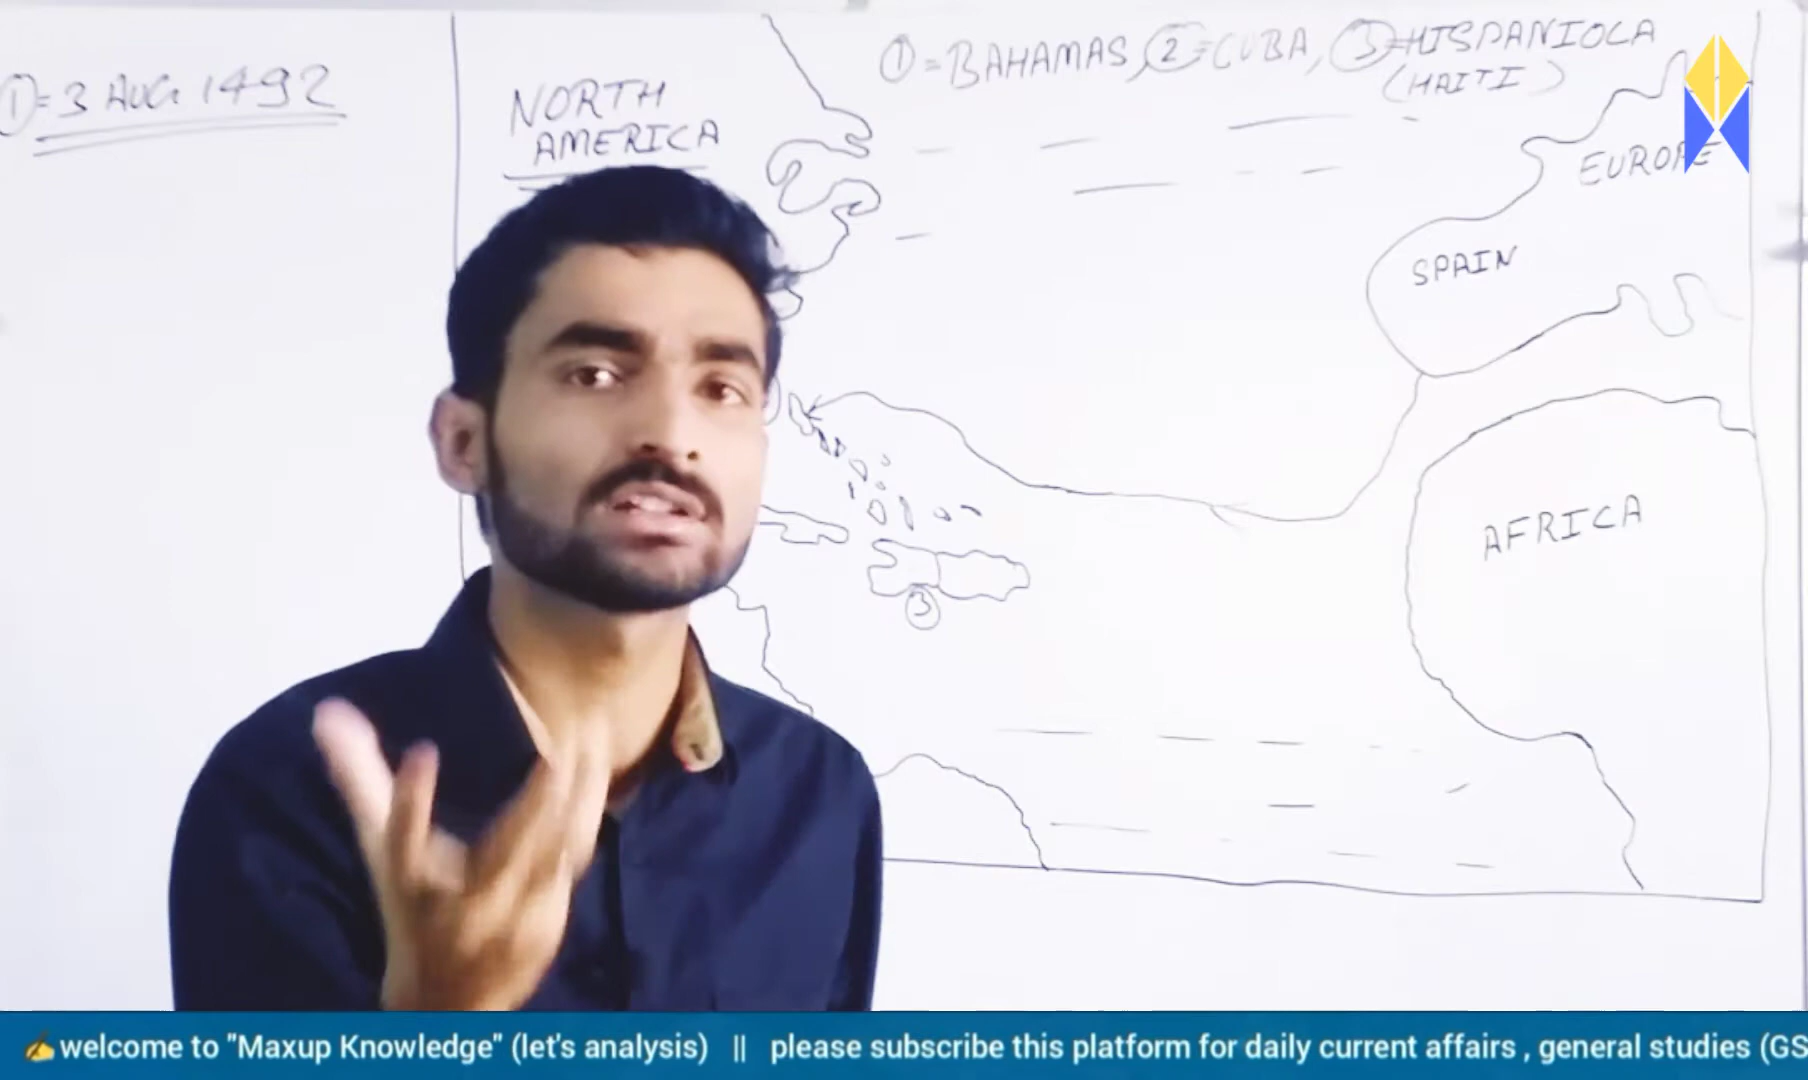 ① = 3 AUG 1492
NORTH
AMERICA
① = BAHAMAS, ② = CUBA, ③ = HISPANIOLA
(HAITI)
EUROPE
SPAIN
AFRICA
③
✍️welcome to "Maxup Knowledge" (let's analysis) || please subscribe this platform for daily current affairs , general studies (GS